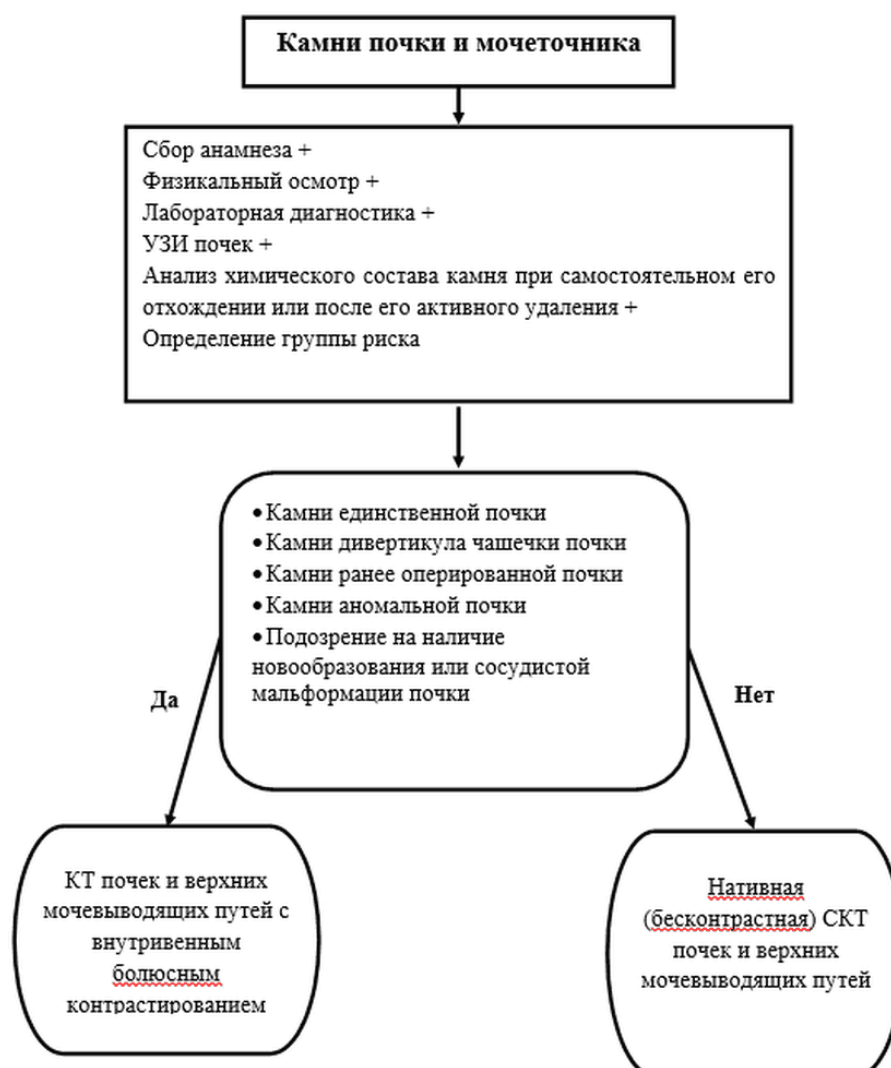 Камни почки и мочеточника
Сбор анамнеза +
Физикальный осмотр +
Лабораторная диагностика +
УЗИ почек +
Анализ химического состава камня при самостоятельном его
отхождении или после его активного удаления +
Определение группы риска
• Камни единственной почки
• Камни дивертикула чашечки почки
• Камни ранее оперированной почки
• Камни аномальной почки
• Подозрение на наличие
новообразования или сосудистой
мальформации почки
Да
Нет
КТ почек и верхних
мочевыводящих путей с
внутривенным
болюсным
контрастированием
Нативная
(бесконтрастная) СКТ
почек и верхних
мочевыводящих путей